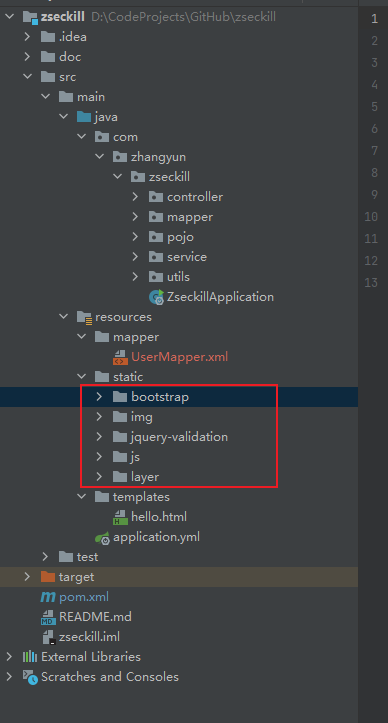 zseckill D:\CodeProjects\GitHub\zseckill
.idea
doc
src
main
java
com
zhangyun
zseckill
controller
mapper
pojo
service
utils
ZseckillApplication
resources
mapper
UserMapper.xml
static
bootstrap
img
jquery-validation
js
layer
templates
hello.html
application.yml
test
target
pom.xml
README.md
zseckill.iml
External Libraries
Scratches and Consoles
1
2
3
4
5
6
7
8
9
10
11
12
13